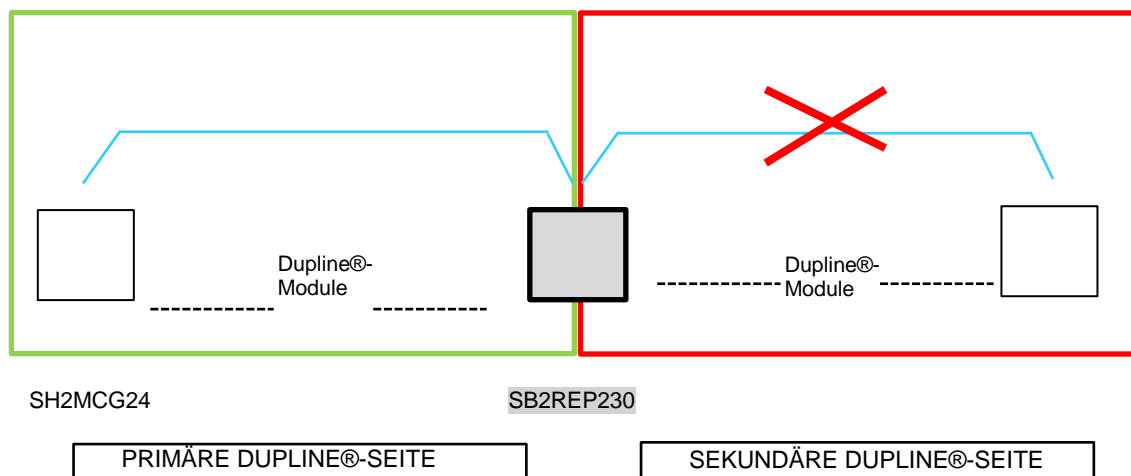 Dupline®-
Module
Dupline®-
Module
SH2MCG24
SB2REP230
PRIMÄRE DUPLINE®-SEITE
SEKUNDÄRE DUPLINE®-SEITE